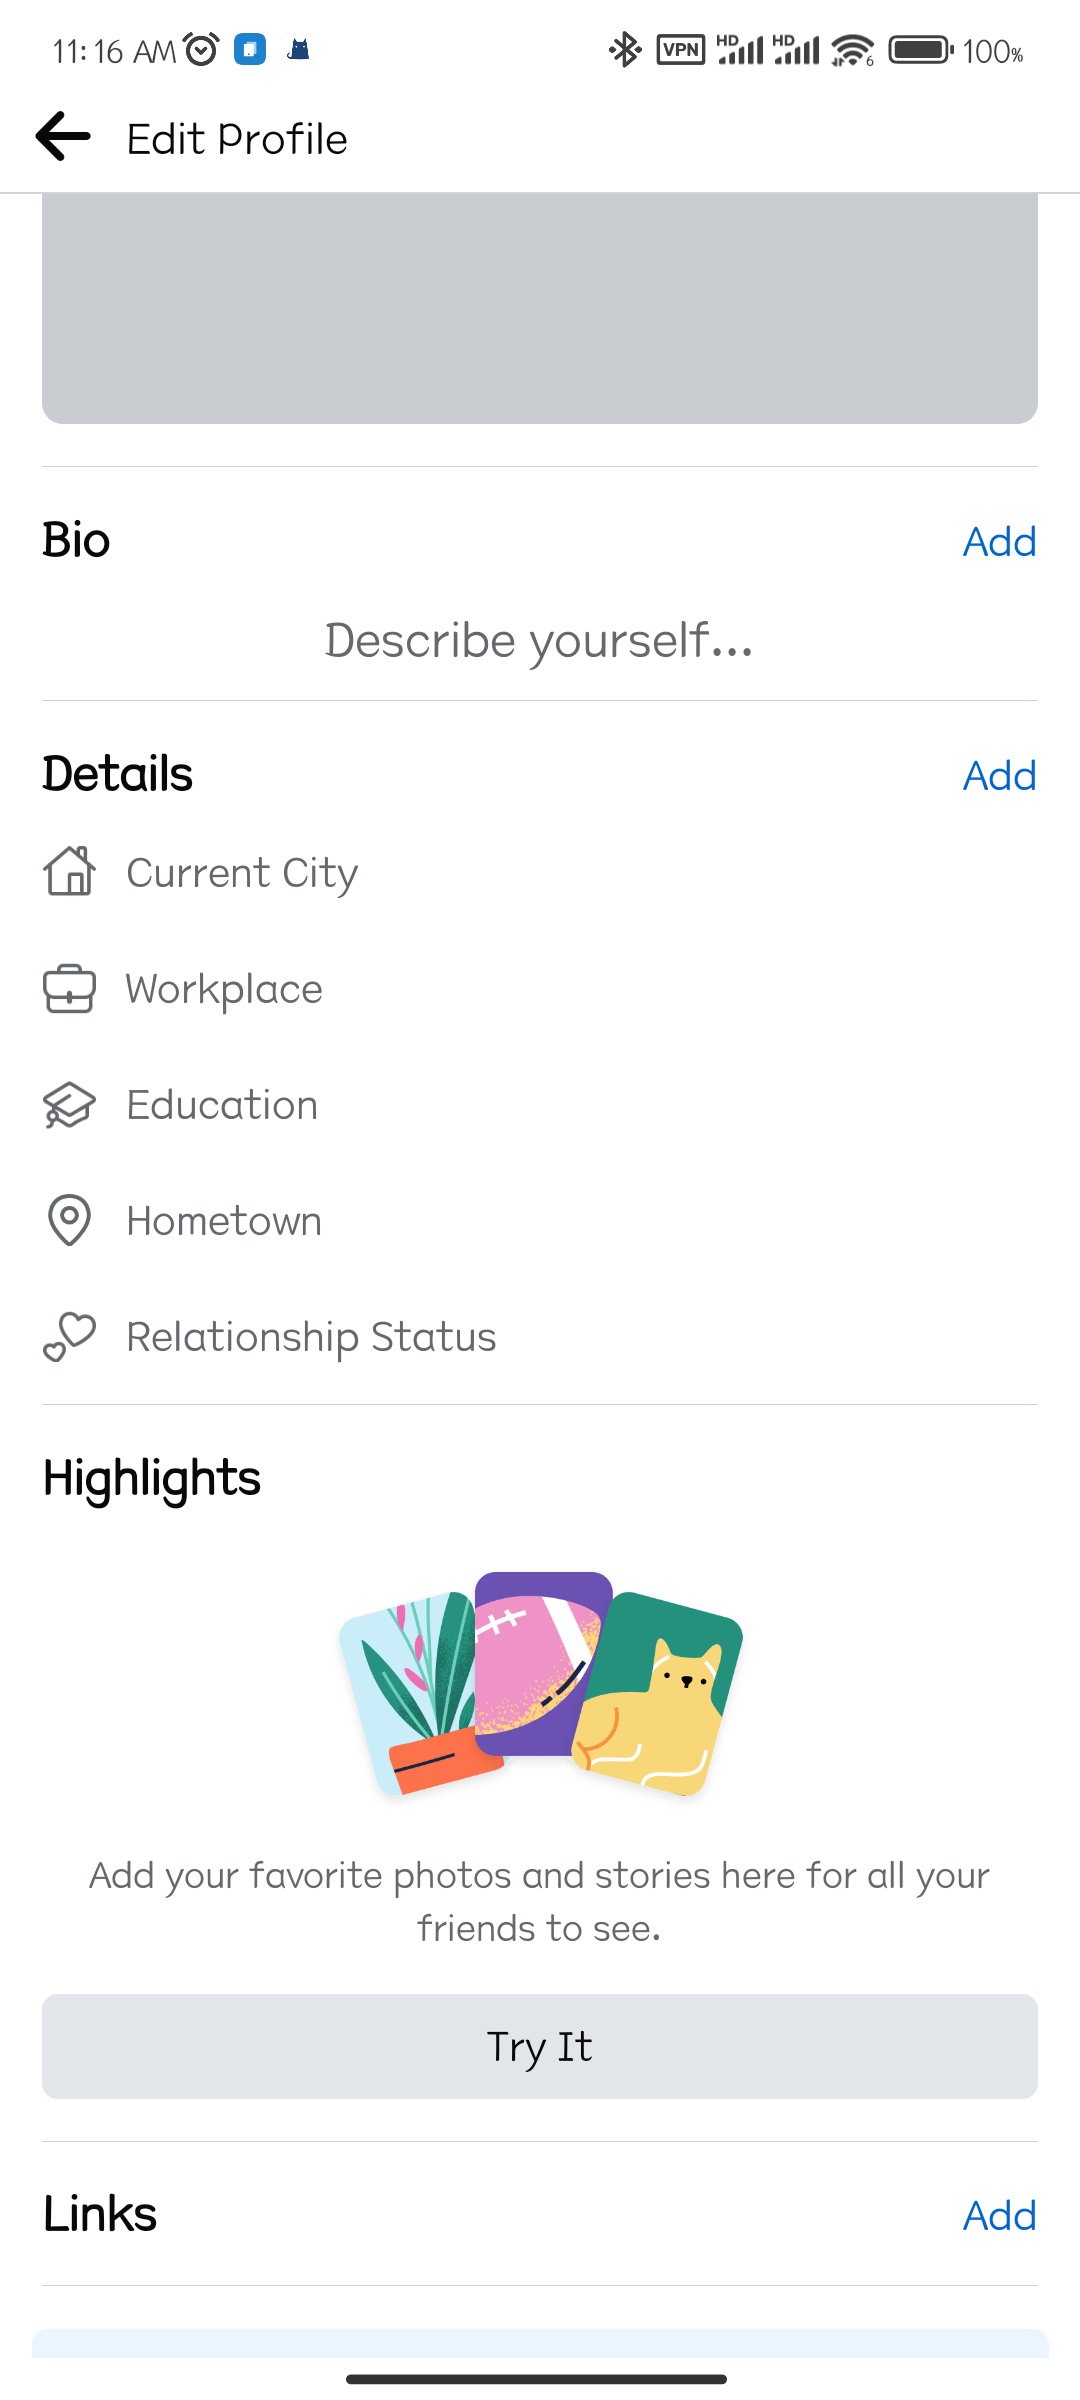 11:16 AM
VPN HD HD 6 100%
Edit Profile
Bio Add
Describe yourself...
Details Add
Current City
Workplace
Education
Hometown
Relationship Status
Highlights
Add your favorite photos and stories here for all your
friends to see.
Try It
Links Add